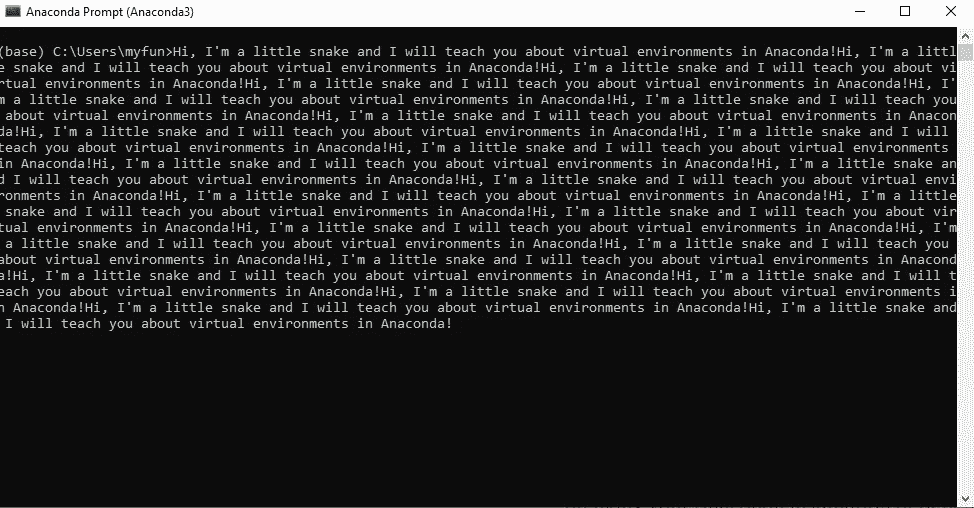 Anaconda Prompt (Anaconda3)
(base) C:\Users\myfun>Hi, I'm a little snake and I will teach you about virtual environments in Anaconda!Hi, I'm a littl
e snake and I will teach you about virtual environments in Anaconda!Hi, I'm a little snake and I will teach you about vi
rtual environments in Anaconda!Hi, I'm a little snake and I will teach you about virtual environments in Anaconda!Hi, I'
m a little snake and I will teach you about virtual environments in Anaconda!Hi, I'm a little snake and I will teach you
 about virtual environments in Anaconda!Hi, I'm a little snake and I will teach you about virtual environments in Anacon
da!Hi, I'm a little snake and I will teach you about virtual environments in Anaconda!Hi, I'm a little snake and I will 
teach you about virtual environments in Anaconda!Hi, I'm a little snake and I will teach you about virtual environments 
in Anaconda!Hi, I'm a little snake and I will teach you about virtual environments in Anaconda!Hi, I'm a little snake an
d I will teach you about virtual environments in Anaconda!Hi, I'm a little snake and I will teach you about virtual envi
ronments in Anaconda!Hi, I'm a little snake and I will teach you about virtual environments in Anaconda!Hi, I'm a little
 snake and I will teach you about virtual environments in Anaconda!Hi, I'm a little snake and I will teach you about vir
tual environments in Anaconda!Hi, I'm a little snake and I will teach you about virtual environments in Anaconda!Hi, I'm
 a little snake and I will teach you about virtual environments in Anaconda!Hi, I'm a little snake and I will teach you 
about virtual environments in Anaconda!Hi, I'm a little snake and I will teach you about virtual environments in Anacond
a!Hi, I'm a little snake and I will teach you about virtual environments in Anaconda!Hi, I'm a little snake and I will t
each you about virtual environments in Anaconda!Hi, I'm a little snake and I will teach you about virtual environments i
n Anaconda!Hi, I'm a little snake and I will teach you about virtual environments in Anaconda!Hi, I'm a little snake and
 I will teach you about virtual environments in Anaconda!